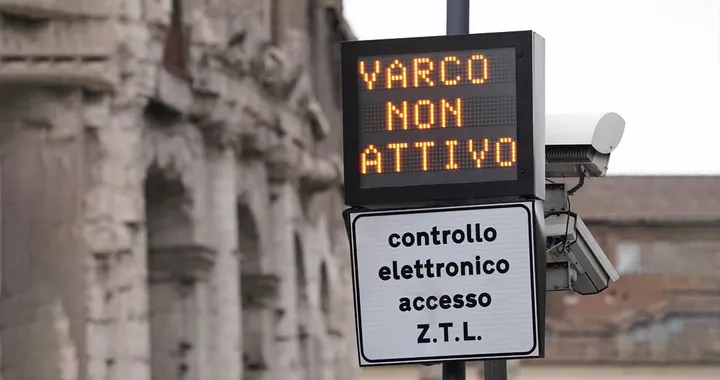 VARCO
NON
ATTIVO
controllo
elettronico
accesso
Z.T.L.